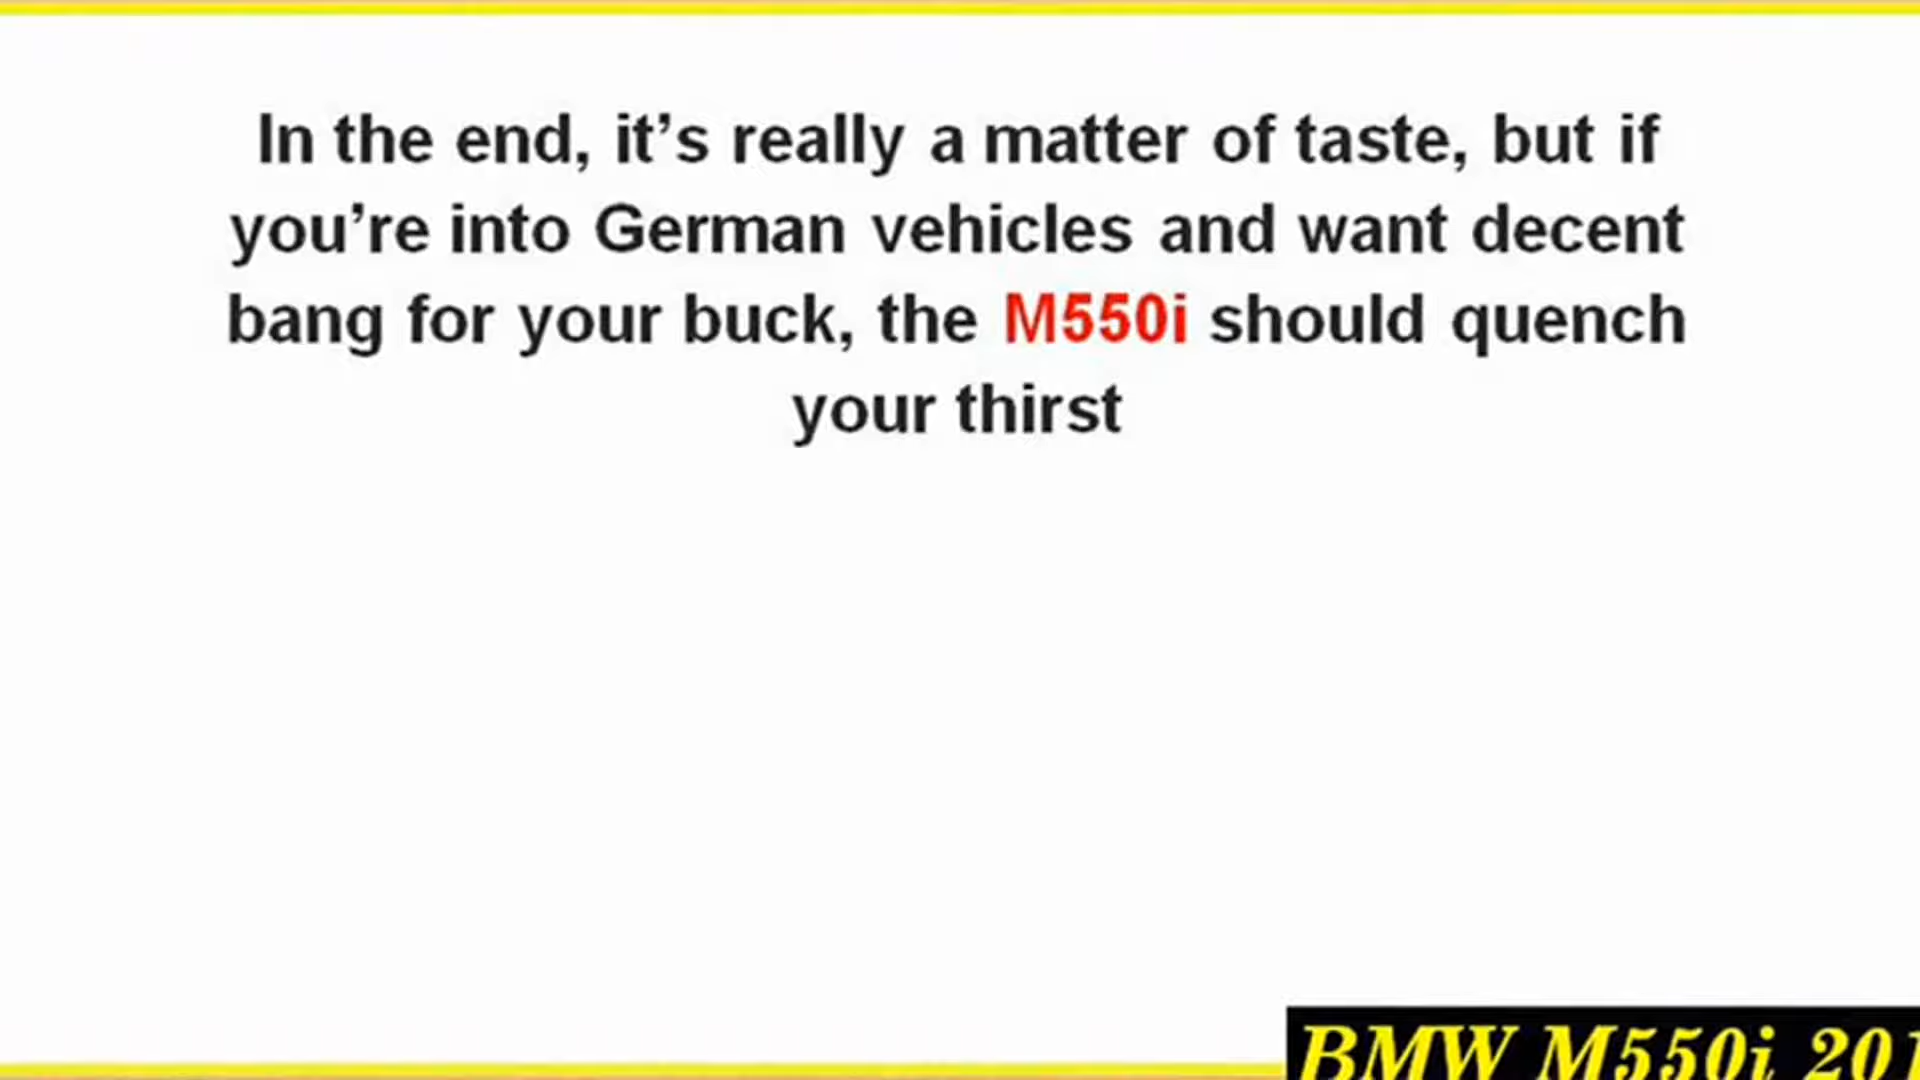 In the end, it’s really a matter of taste, but if
you’re into German vehicles and want decent
bang for your buck, the M550i should quench
your thirst
BMW M550i 201